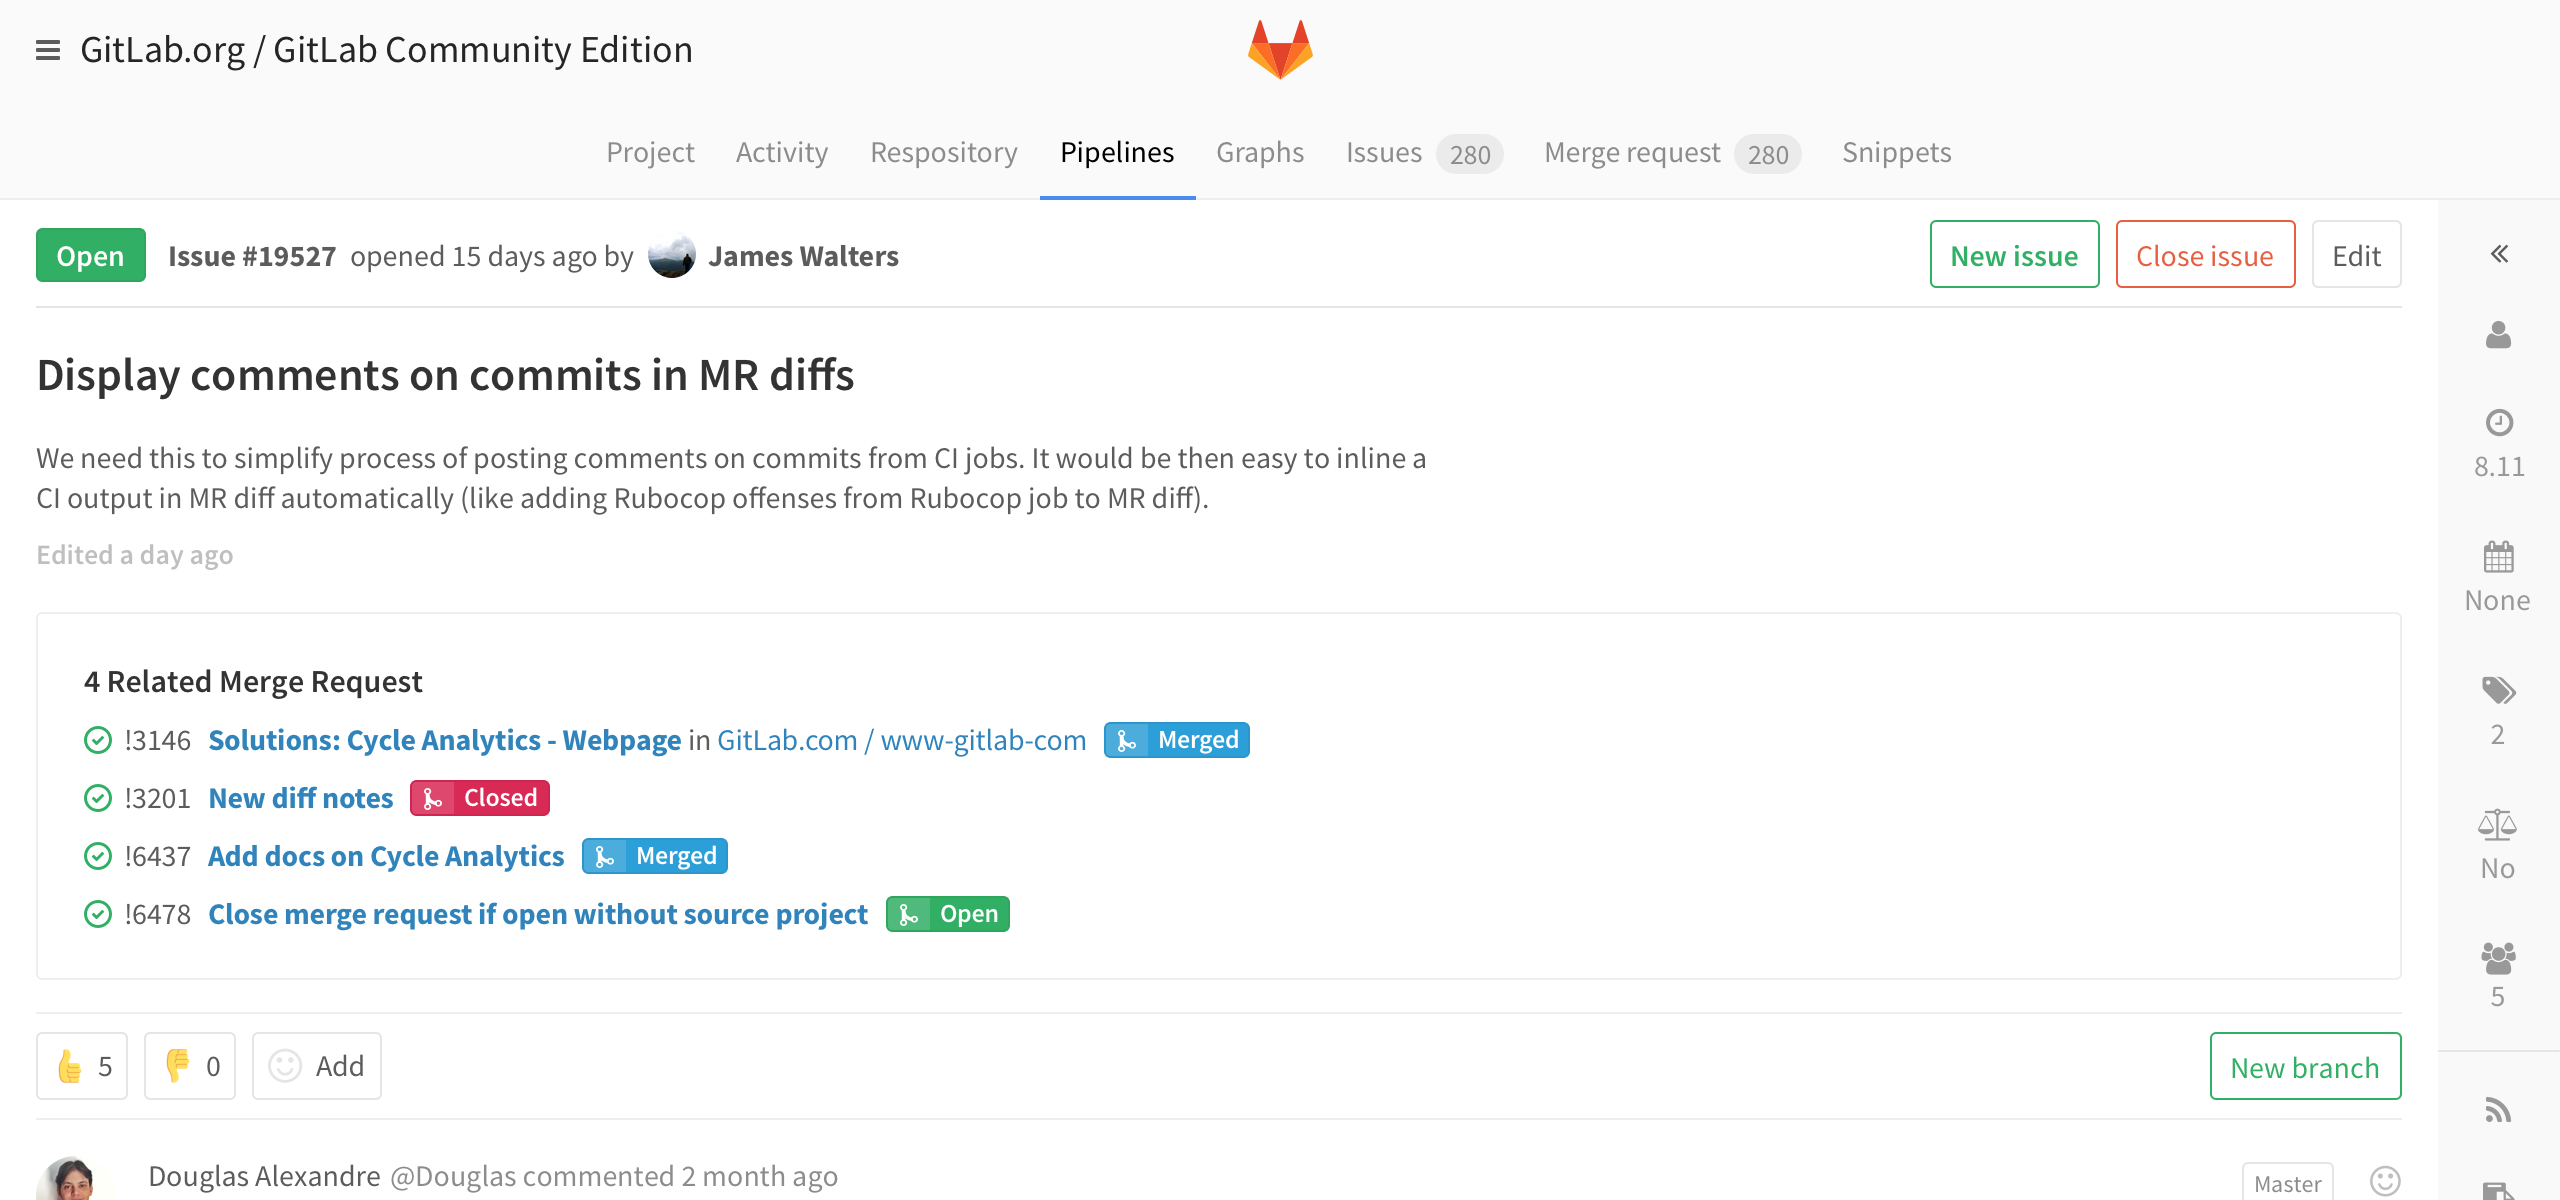 GitLab.org / GitLab Community Edition
Project Activity Respository Pipelines Graphs Issues 280 Merge request 280 Snippets
Open Issue #19527 opened 15 days ago by James Walters New issue Close issue Edit
Display comments on commits in MR diffs
We need this to simplify process of posting comments on commits from CI jobs. It would be then easy to inline a
CI output in MR diff automatically (like adding Rubocop offenses from Rubocop job to MR diff).
Edited a day ago
4 Related Merge Request
!3146 Solutions: Cycle Analytics - Webpage in GitLab.com / www-gitlab-com Merged
!3201 New diff notes Closed
!6437 Add docs on Cycle Analytics Merged
!6478 Close merge request if open without source project Open
5 0 Add New branch
Douglas Alexandre @Douglas commented 2 month ago Master
8.11
None
2
No
5